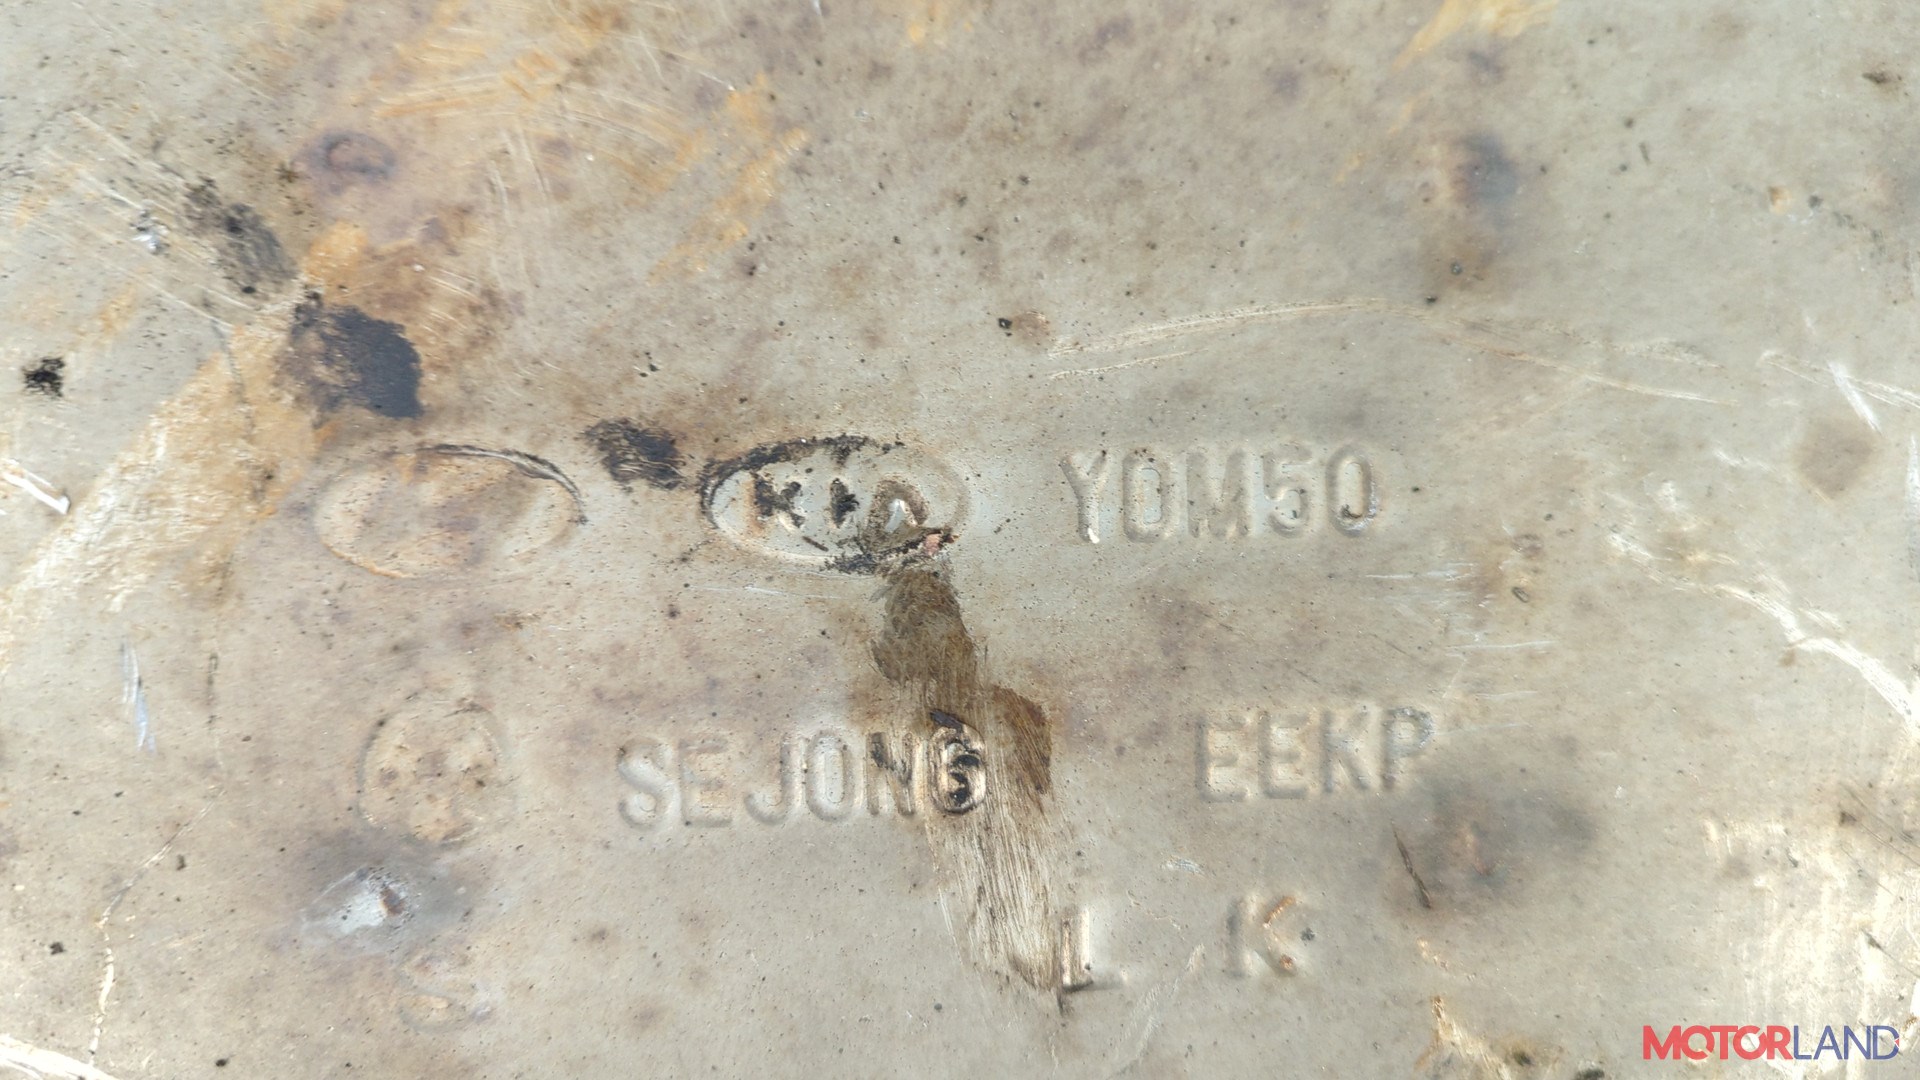 KIA YOM50
SEJONG EEKP
L K
S
MOTORLAND